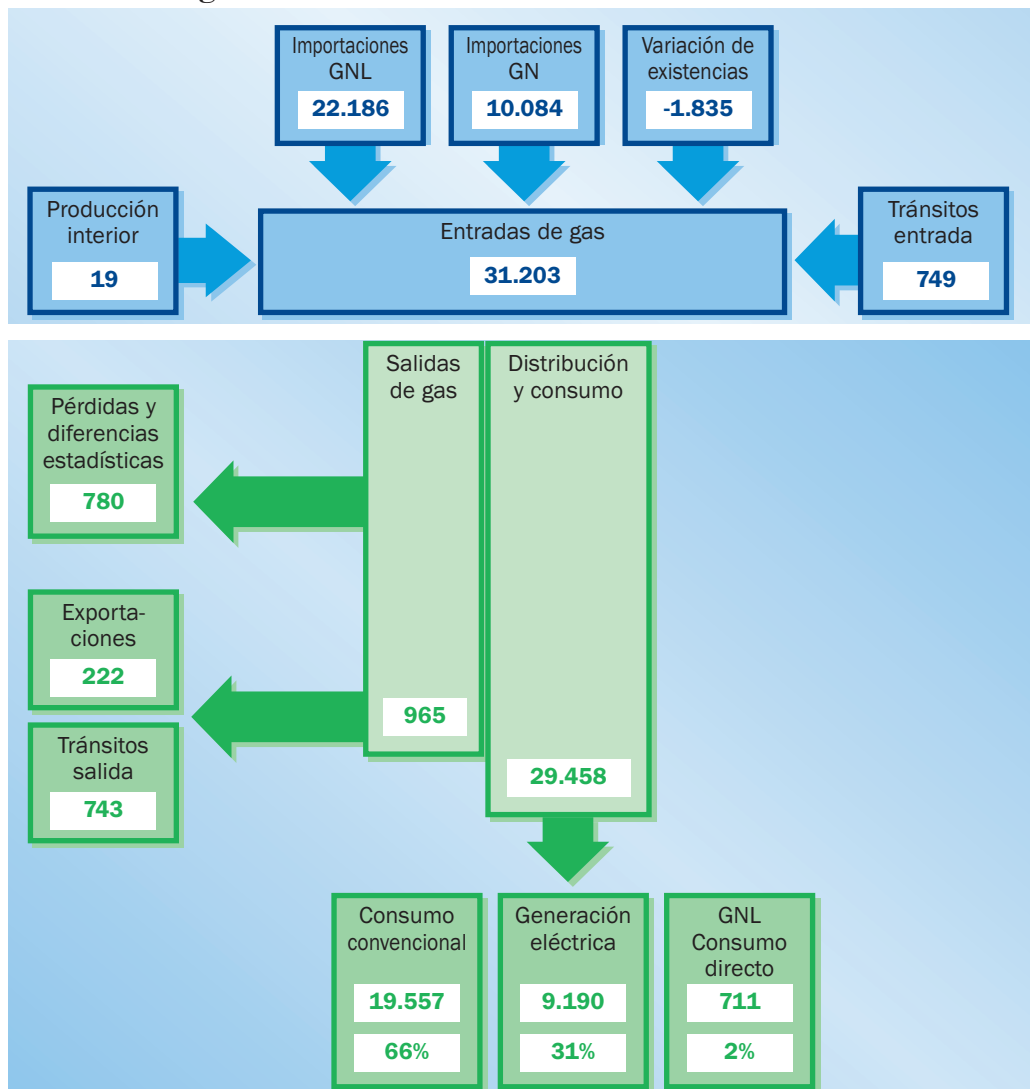 Importaciones
GNL
22.186
Importaciones
GN
10.084
Variación de
existencias
-1.835
Producción
interior
19
Entradas de gas
31.203
Tránsitos
entrada
749
Salidas
de gas
965
Distribución
y consumo
29.458
Pérdidas y
diferencias
estadísticas
780
Exporta-
ciones
222
Tránsitos
salida
743
Consumo
convencional
19.557
66%
Generación
eléctrica
9.190
31%
GNL
Consumo
directo
711
2%